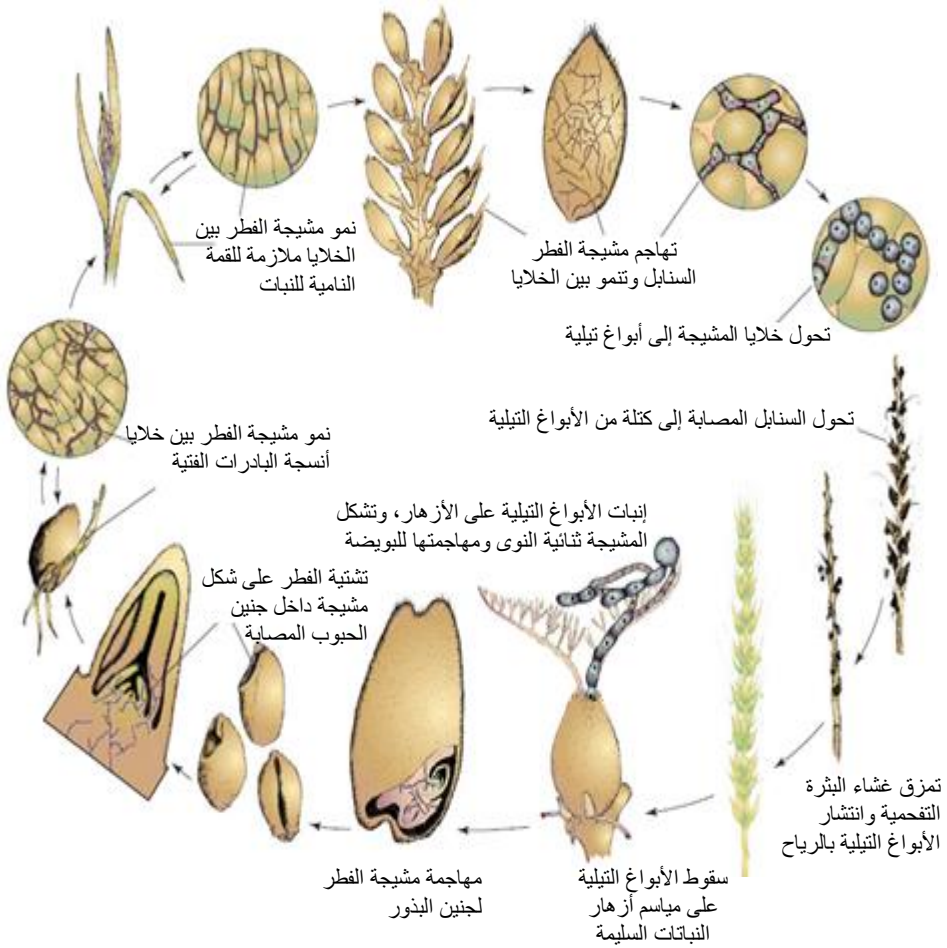 نمو مشيجة الفطر بين
الخلايا ملازمة للقمة
النامية للنبات
تهاجم مشيجة الفطر
السنابل وتنمو بين الخلايا
تحول خلايا المشيجة إلى أبواغ تيلية
تحول السنابل المصابة إلى كتلة من الأبواغ التيلية
نمو مشيجة الفطر بين خلايا
أنسجة البادرات الفتية
إنبات الأبواغ التيلية على الأزهار، وتشكل
المشيجة ثنائية النوى ومهاجمتها للبويضة
تشتية الفطر على شكل
مشيجة داخل جنين
الحبوب المصابة
تمزق غشاء البثرة
التفحمية وانتشار
الأبواغ التيلية بالرياح
سقوط الأبواغ التيلية
على مياسم أزهار
النباتات السليمة
مهاجمة مشيجة الفطر
لجنين البذور